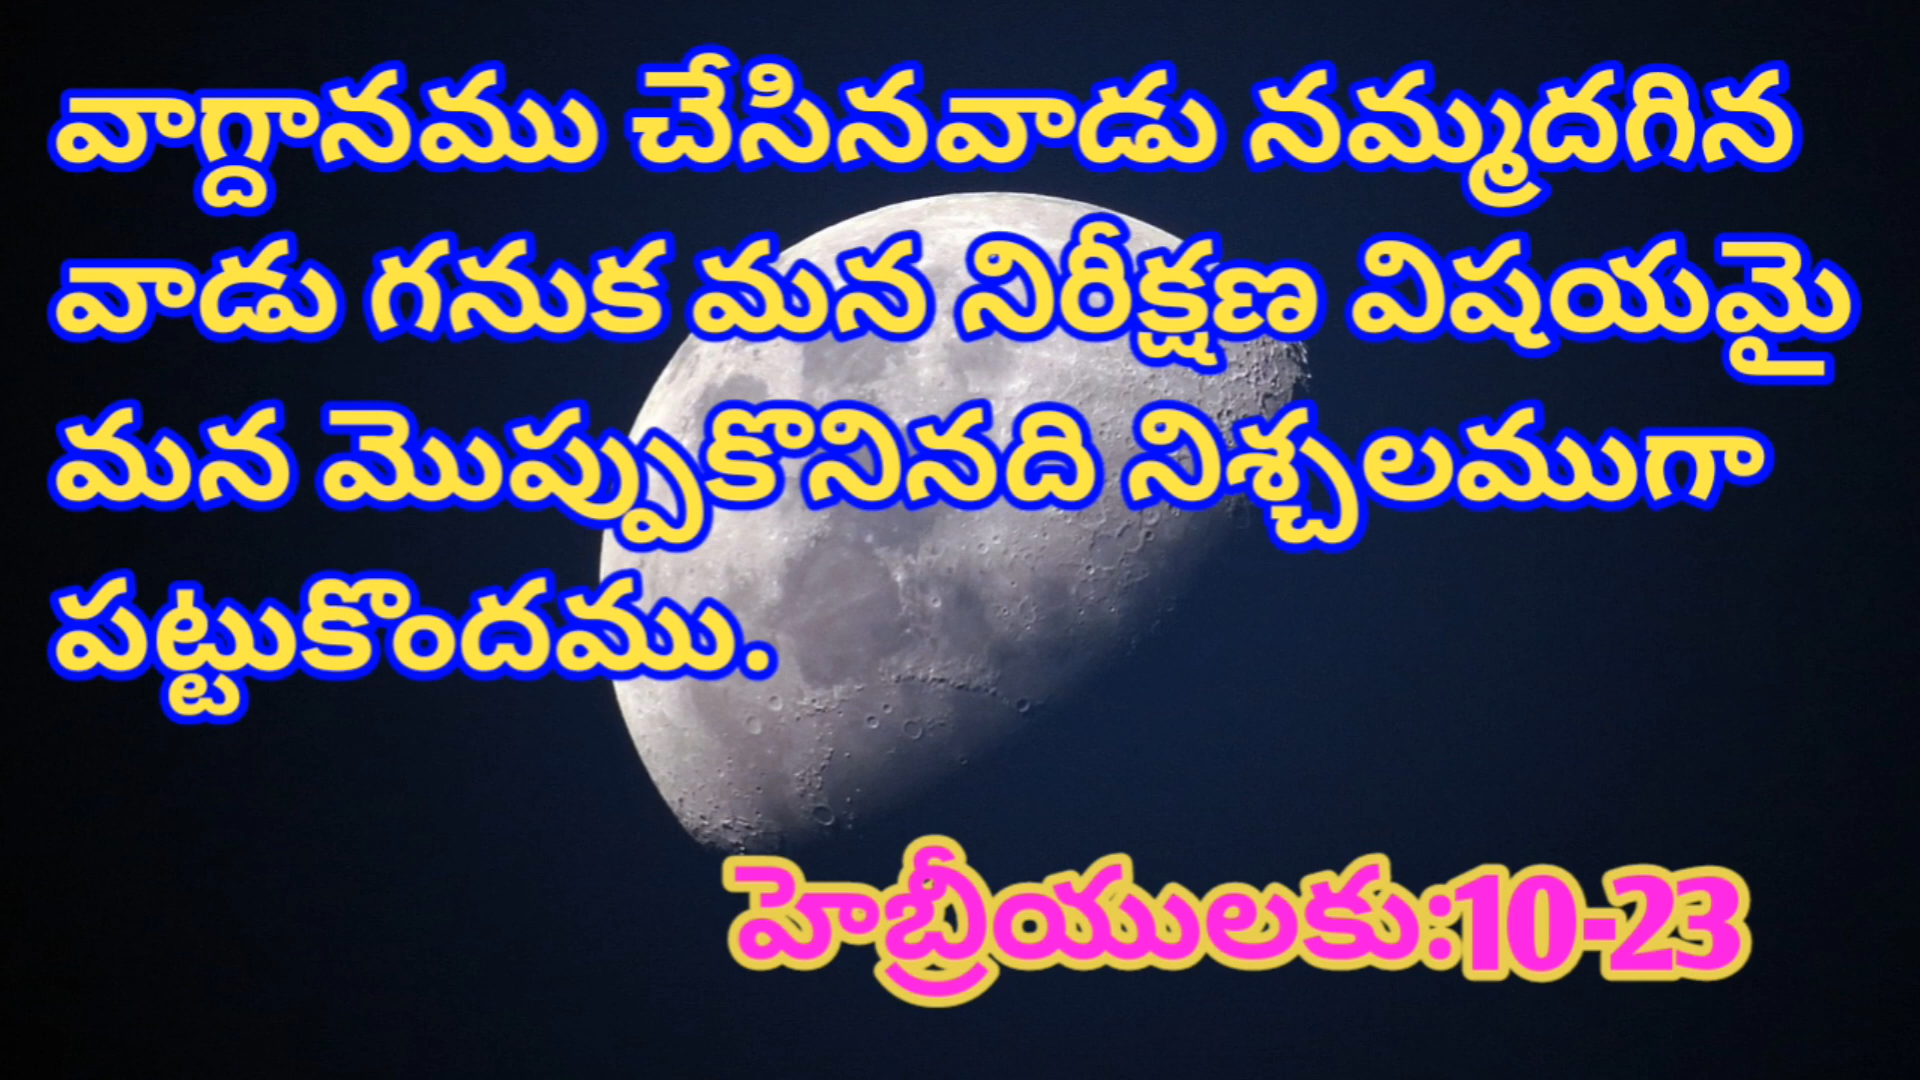 వాగ్దానము చేసినవాడు నమ్మదగిన
వాడు గనుక మన నిరీక్షణ విషయమై
మన మొప్పుకొనినది నిశ్చలముగా
పట్టుకొందము.
హెబ్రీయులకు:10-23